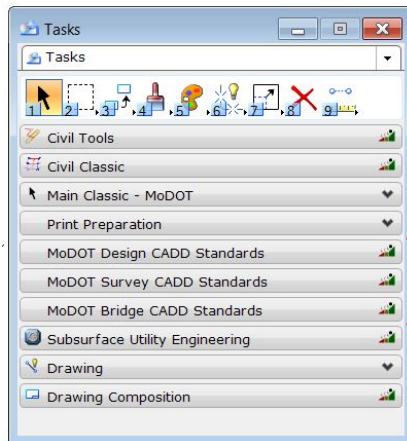 Tasks
Tasks
1 2 3 4 5 6 7 8 9
Civil Tools
Civil Classic
Main Classic - MoDOT
Print Preparation
MoDOT Design CADD Standards
MoDOT Survey CADD Standards
MoDOT Bridge CADD Standards
Subsurface Utility Engineering
Drawing
Drawing Composition